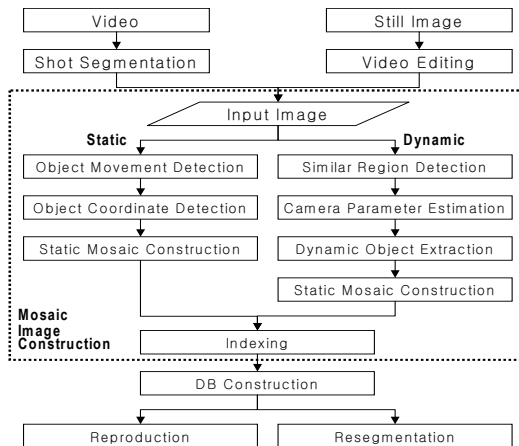 Video
Still Image
Shot Segmentation
Video Editing
Input Image
Static
Dynamic
Object Movement Detection
Similar Region Detection
Object Coordinate Detection
Camera Parameter Estimation
Static Mosaic Construction
Dynamic Object Extraction
Static Mosaic Construction
Mosaic
Image
Construction
Indexing
DB Construction
Reproduction
Resegmentation